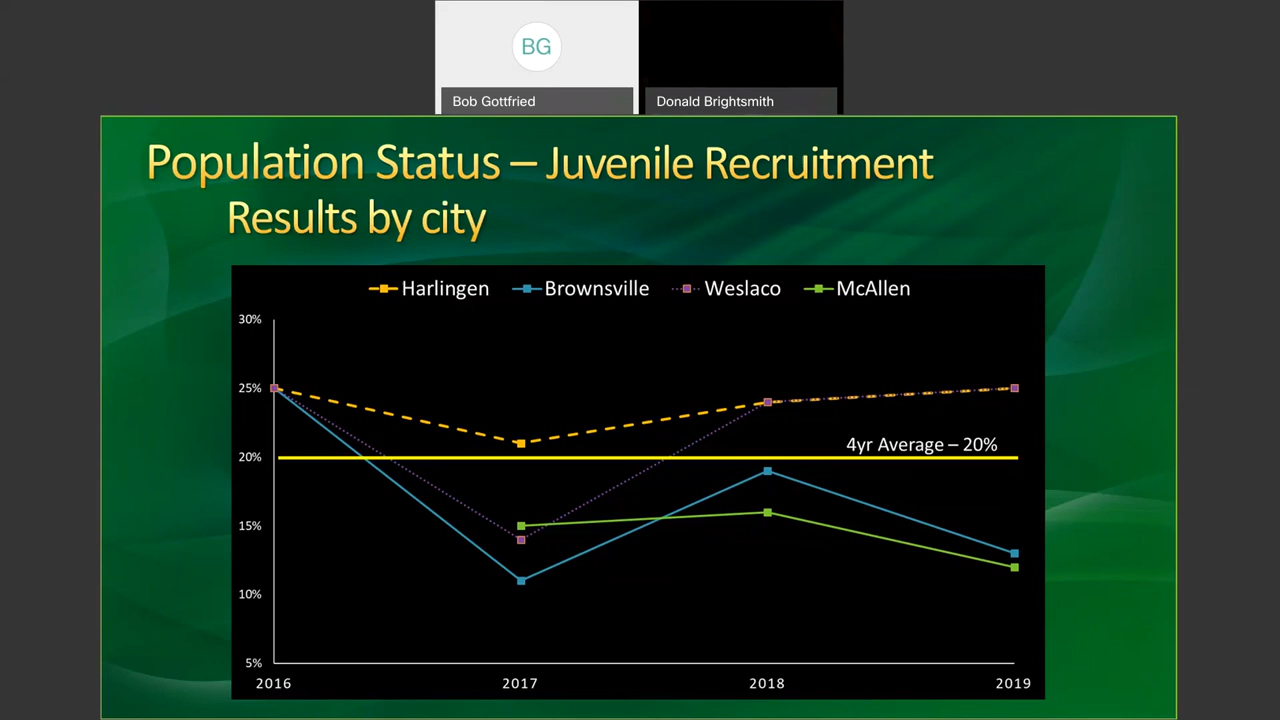 BG
Bob Gottfried
Donald Brightsmith
Population Status – Juvenile Recruitment
Results by city
Harlingen Brownsville Weslaco McAllen
30%
25%
4yr Average – 20%
20%
15%
10%
5%
2016 2017 2018 2019